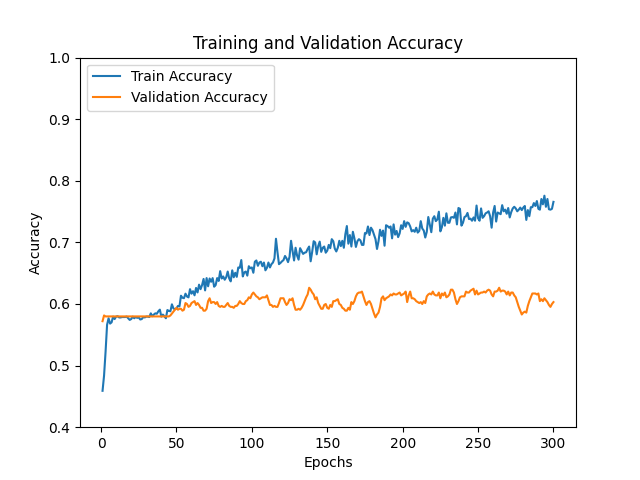 Training and Validation Accuracy
Train Accuracy
Validation Accuracy
1.0
0.9
0.8
0.7
0.6
0.5
0.4
Accuracy
0 50 100 150 200 250 300
Epochs